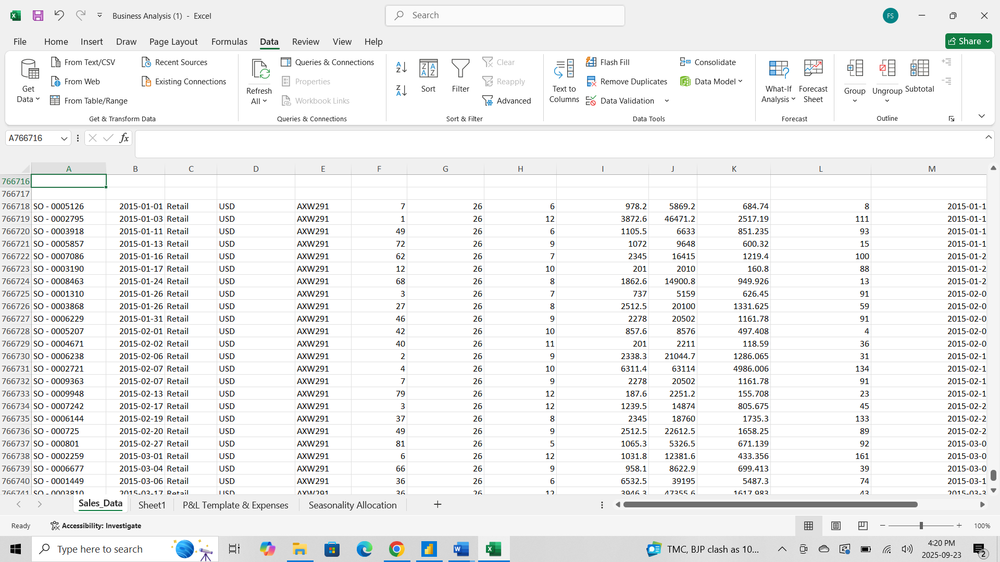 Business Analysis (1) - Excel
Search
FS
File Home Insert Draw Page Layout Formulas Data Review View Help
Share
Get Data
From Text/CSV
From Web
From Table/Range
Recent Sources
Existing Connections
Get & Transform Data
Refresh All
Queries & Connections
Properties
Workbook Links
Queries & Connections
Sort
Filter
Clear
Reapply
Advanced
Sort & Filter
Text to Columns
Flash Fill
Remove Duplicates
Data Validation
Consolidate
Data Model
Data Tools
What-If Analysis
Forecast Sheet
Forecast
Group
Ungroup
Subtotal
Outline
A766716
fx
A B C D E F G H I J K L M
766716
766717
766718 SO - 0005126 2015-01-01 Retail USD AXW291 7 26 6 978.2 5869.2 684.74 8 2015-01-1
766719 SO - 0002795 2015-01-03 Retail USD AXW291 1 26 12 3872.6 46471.2 2517.19 111 2015-01-1
766720 SO - 0003918 2015-01-11 Retail USD AXW291 49 26 6 1105.5 6633 851.235 93 2015-01-1
766721 SO - 0005857 2015-01-13 Retail USD AXW291 72 26 9 1072 9648 600.32 15 2015-01-1
766722 SO - 0007086 2015-01-16 Retail USD AXW291 62 26 7 2345 16415 1219.4 100 2015-01-2
766723 SO - 0003190 2015-01-17 Retail USD AXW291 12 26 10 201 2010 160.8 88 2015-01-2
766724 SO - 0008463 2015-01-24 Retail USD AXW291 68 26 8 1862.6 14900.8 949.926 13 2015-01-2
766725 SO - 0001310 2015-01-26 Retail USD AXW291 3 26 7 737 5159 626.45 91 2015-02-0
766726 SO - 0003868 2015-01-26 Retail USD AXW291 27 26 8 2512.5 20100 1331.625 59 2015-02-0
766727 SO - 0006229 2015-01-31 Retail USD AXW291 46 26 9 2278 20502 1161.78 91 2015-02-0
766728 SO - 0005207 2015-02-01 Retail USD AXW291 42 26 10 857.6 8576 497.408 4 2015-02-0
766729 SO - 0004671 2015-02-02 Retail USD AXW291 40 26 11 201 2211 118.59 36 2015-02-0
766730 SO - 0006238 2015-02-06 Retail USD AXW291 2 26 9 2338.3 21044.7 1286.065 31 2015-02-1
766731 SO - 0002721 2015-02-07 Retail USD AXW291 4 26 10 6311.4 63114 4986.006 134 2015-02-1
766732 SO - 0009363 2015-02-07 Retail USD AXW291 7 26 9 2278 20502 1161.78 91 2015-02-1
766733 SO - 0009948 2015-02-13 Retail USD AXW291 79 26 12 187.6 2251.2 155.708 23 2015-02-1
766734 SO - 0007242 2015-02-17 Retail USD AXW291 3 26 12 1239.5 14874 805.675 45 2015-02-2
766735 SO - 0006144 2015-02-19 Retail USD AXW291 37 26 8 2345 18760 1735.3 133 2015-02-2
766736 SO - 000725 2015-02-20 Retail USD AXW291 49 26 9 2512.5 22612.5 1658.25 89 2015-02-2
766737 SO - 000801 2015-02-27 Retail USD AXW291 81 26 5 1065.3 5326.5 671.139 92 2015-03-0
766738 SO - 0002259 2015-03-01 Retail USD AXW291 6 26 12 1031.8 12381.6 433.356 161 2015-03-0
766739 SO - 0006677 2015-03-04 Retail USD AXW291 66 26 9 958.1 8622.9 699.413 39 2015-03-0
766740 SO - 0001449 2015-03-06 Retail USD AXW291 36 26 6 6532.5 39195 5487.3 74 2015-03-1
766741 SO - 0003810 2015-03-17 Retail USD AXW291 36 26 12 3946.3 47355.6 1617.983 43 2015-03-3
Sales_Data Sheet1 P&L Template & Expenses Seasonality Allocation
Ready Accessibility: Investigate 100%
Type here to search
TMC, BJP clash as 10...
4:20 PM
2025-09-23
2